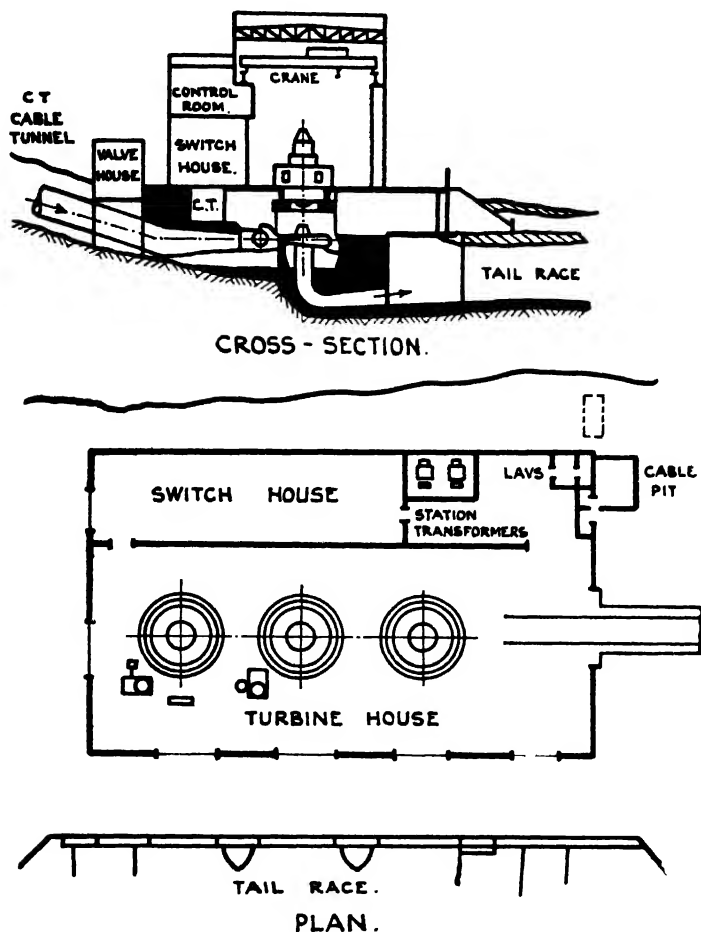 C T
CABLE
TUNNEL
CRANE
CONTROL
ROOM.
SWITCH
HOUSE.
VALVE
HOUSE
C.T.
TAIL RACE
CROSS - SECTION.
SWITCH HOUSE
STATION
TRANSFORMERS
LAVS
CABLE
PIT
TURBINE HOUSE
TAIL RACE.
PLAN.